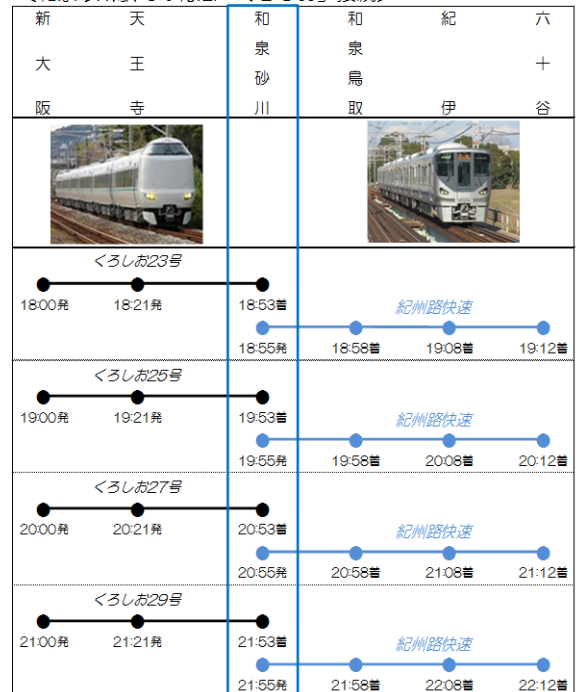 新大阪 天王寺 和泉砂川 和泉鳥取 紀伊 六十谷
くろしお23号
18:00発 18:21発 18:53着
紀州路快速
18:55発 18:58着 19:08着 19:12着
くろしお25号
19:00発 19:21発 19:53着
紀州路快速
19:55発 19:58着 20:08着 20:12着
くろしお27号
20:00発 20:21発 20:53着
紀州路快速
20:55発 20:58着 21:08着 21:12着
くろしお29号
21:00発 21:21発 21:53着
紀州路快速
21:55発 21:58着 22:08着 22:12着